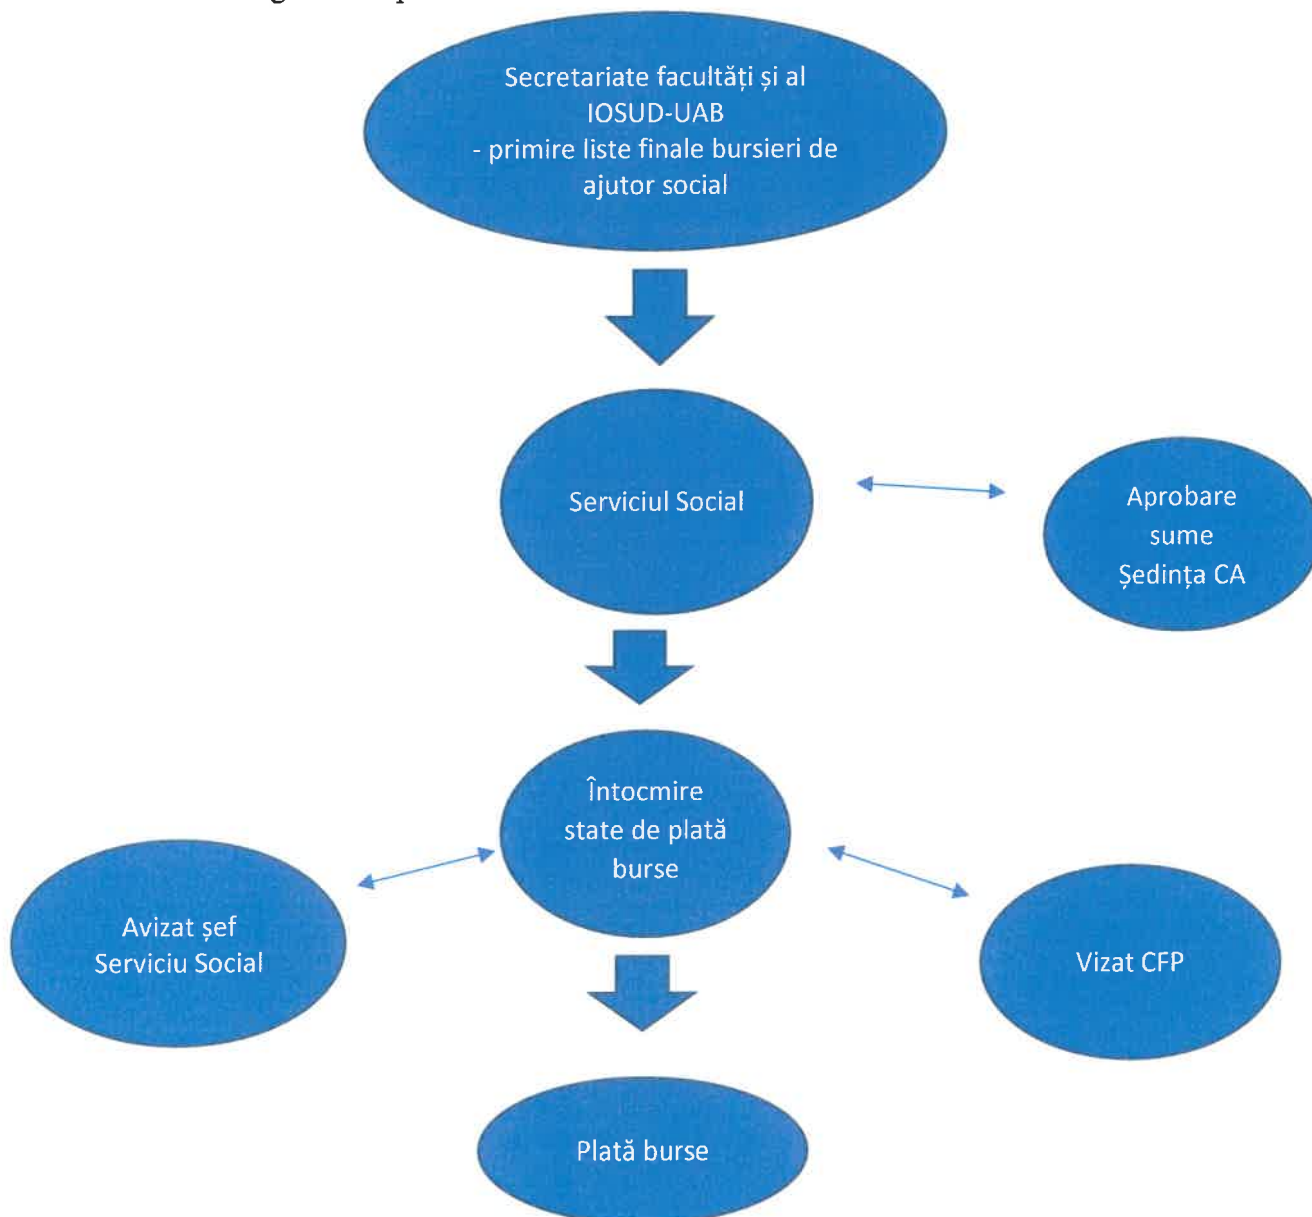 Secretariate facultăți și al
IOSUD-UAB
- primire liste finale bursieri de
ajutor social
Serviciul Social
Aprobare
sume
Ședința CA
Întocmire
state de plată
burse
Avizat șef
Serviciu Social
Vizat CFP
Plată burse